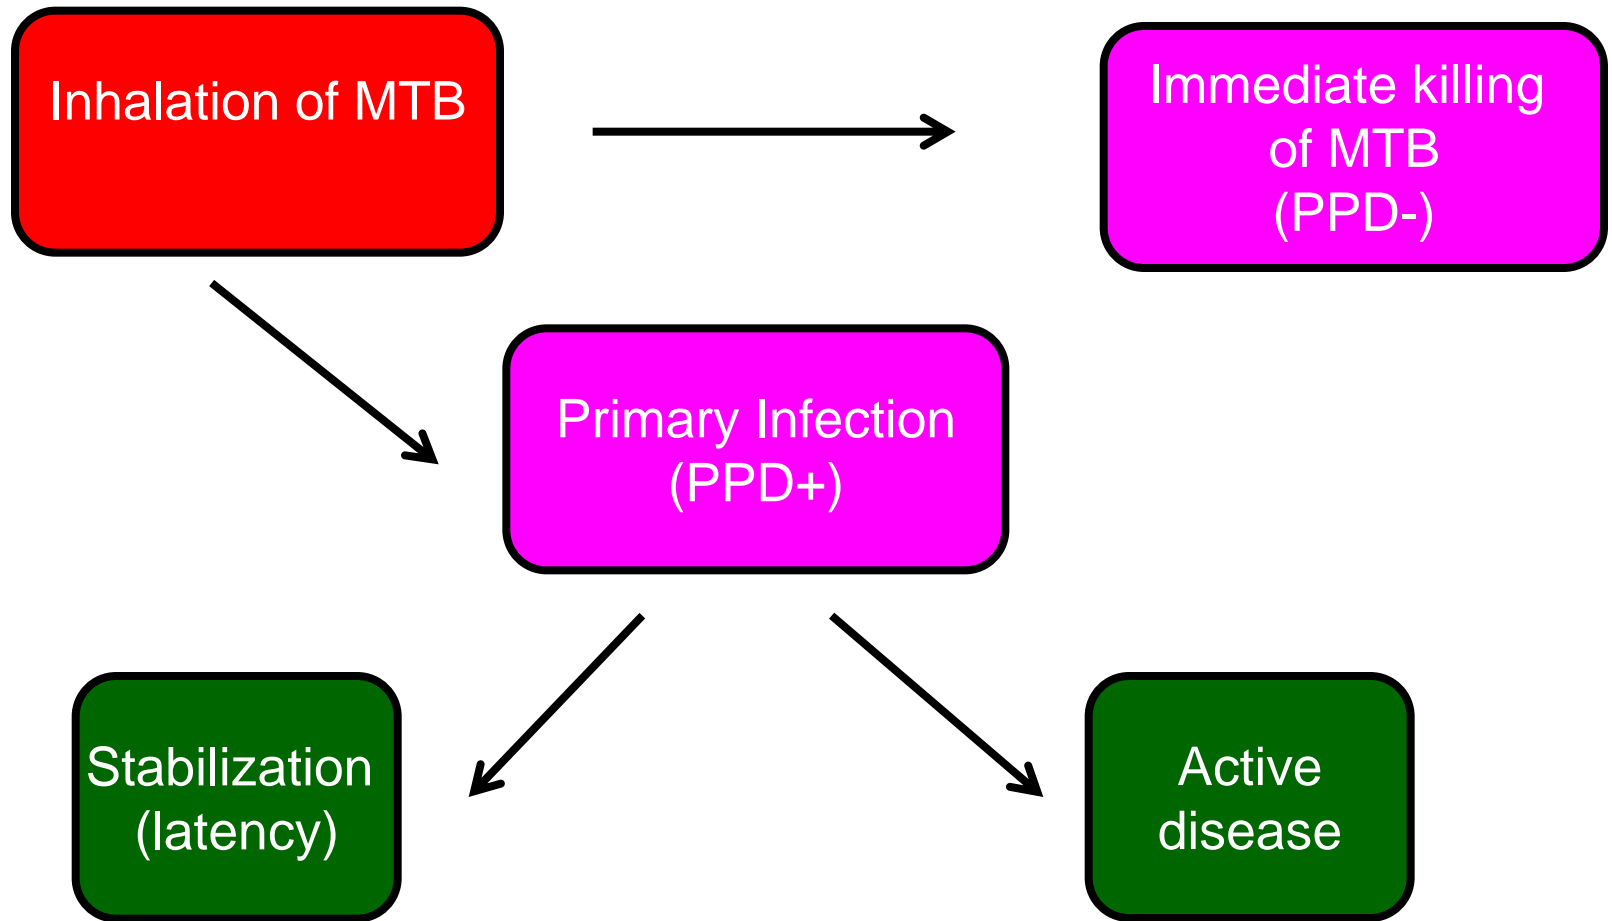 Inhalation of MTB
Immediate killing
of MTB
(PPD-)
Primary Infection
(PPD+)
Stabilization
(latency)
Active
disease